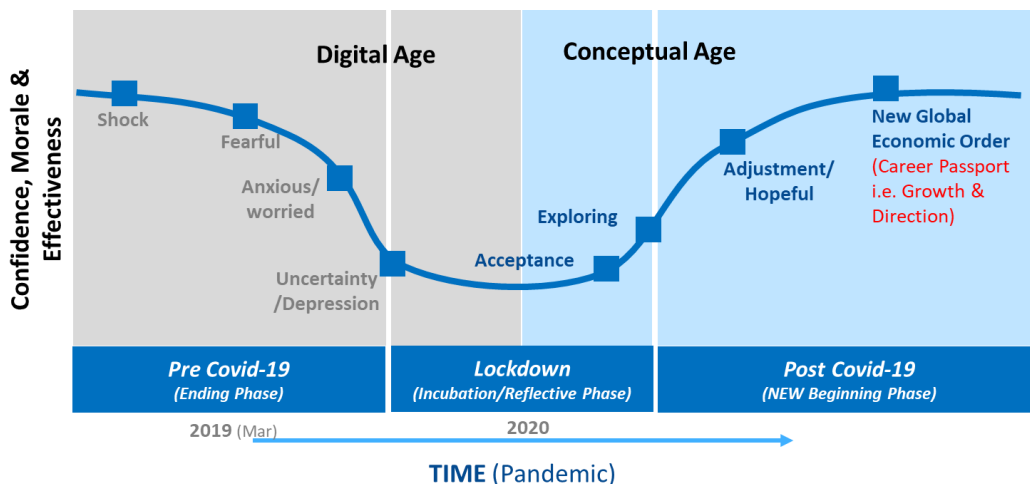 Digital Age
Conceptual Age
Confidence, Morale &
Effectiveness
Shock
Fearful
Anxious/
worried
Uncertainty
/Depression
Acceptance
Exploring
Adjustment/
Hopeful
New Global
Economic Order
(Career Passport
i.e. Growth &
Direction)
Pre Covid-19
(Ending Phase)
Lockdown
(Incubation/Reflective Phase)
Post Covid-19
(NEW Beginning Phase)
2019 (Mar)
2020
TIME (Pandemic)